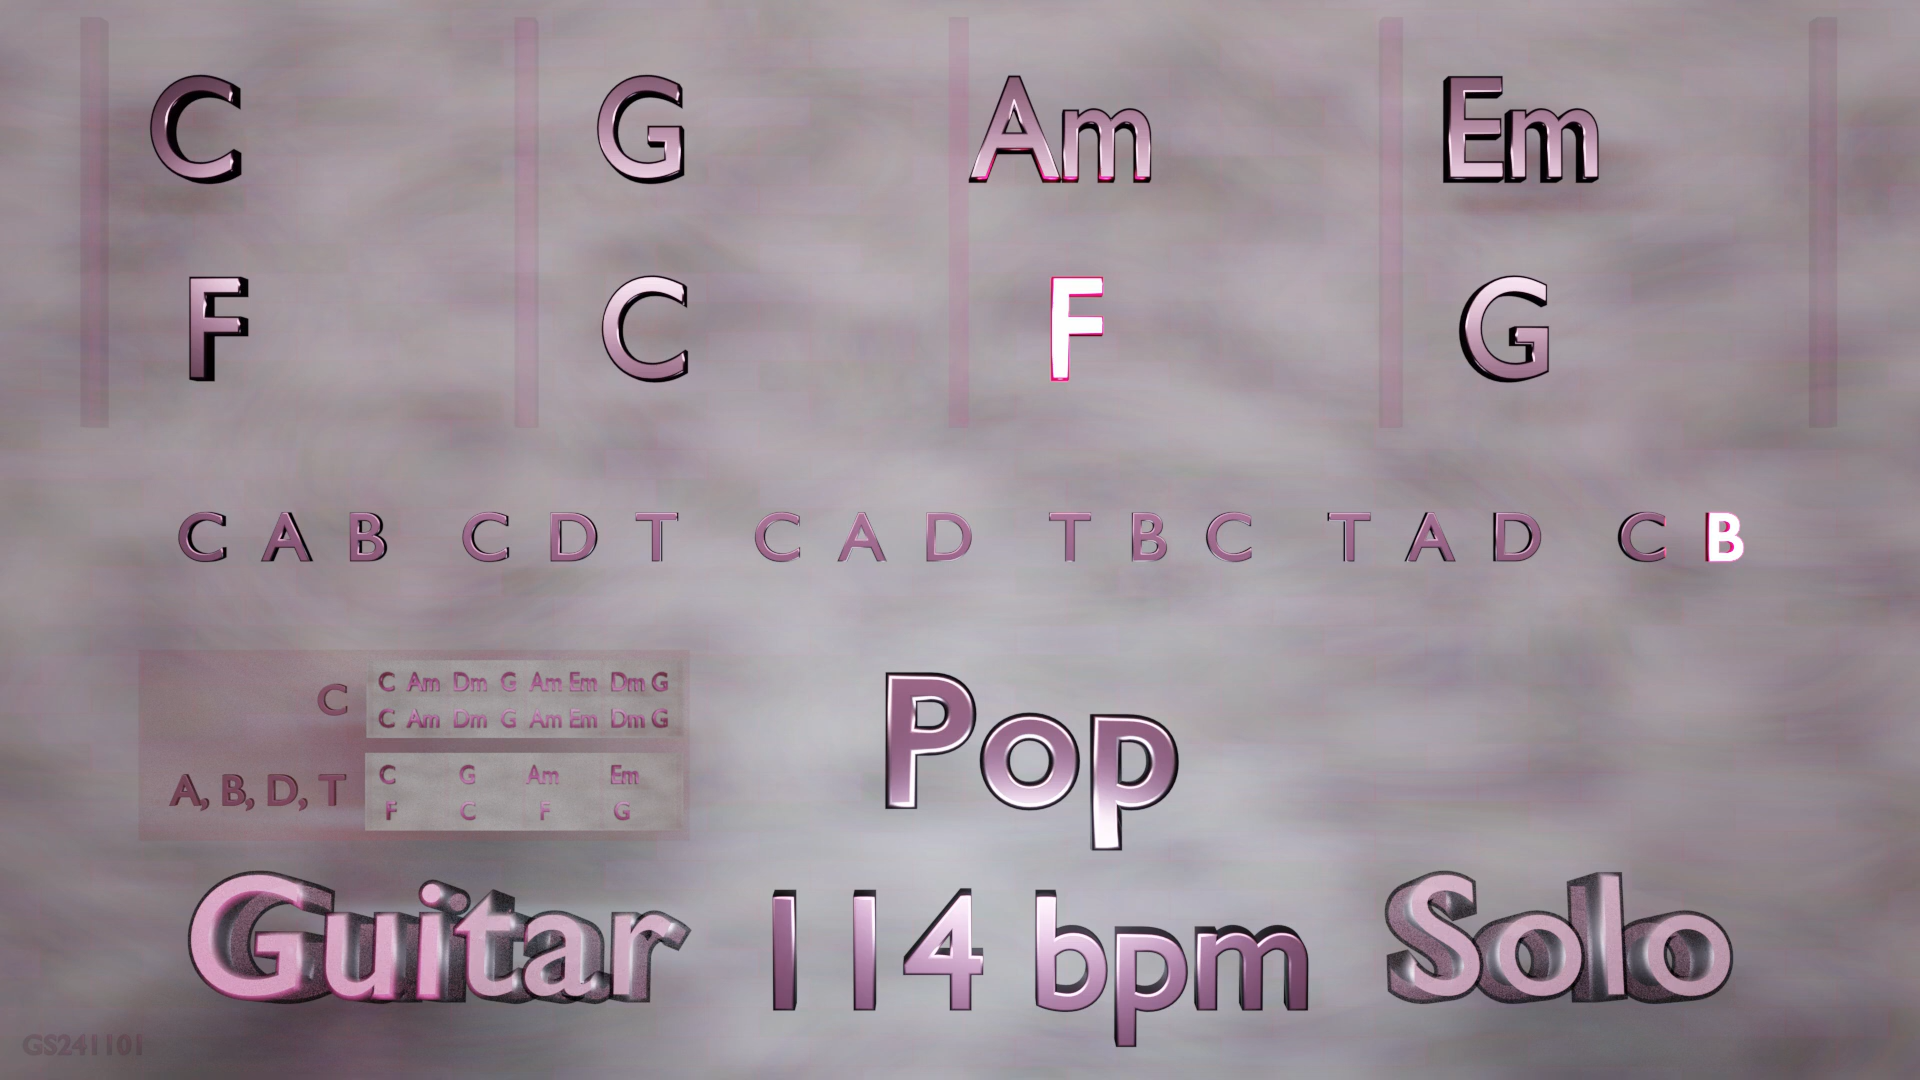 C G Am Em
F C F G
C A B C D T C A D T B C T A D C B
C
C Am Dm G Am Em Dm G
C Am Dm G Am Em Dm G
A, B, D, T
C G Am Em
F C F G
Pop
Guitar
114 bpm
Solo
GS241101